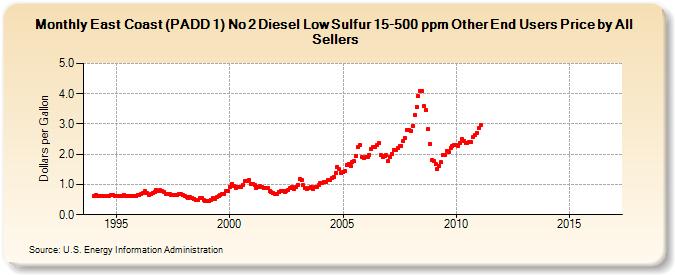 Monthly East Coast (PADD 1) No 2 Diesel Low Sulfur 15-500 ppm Other End Users Price by All
Sellers
Dollars per Gallon
5.0
4.0
3.0
2.0
1.0
0.0
1995 2000 2005 2010 2015
Source: U.S. Energy Information Administration